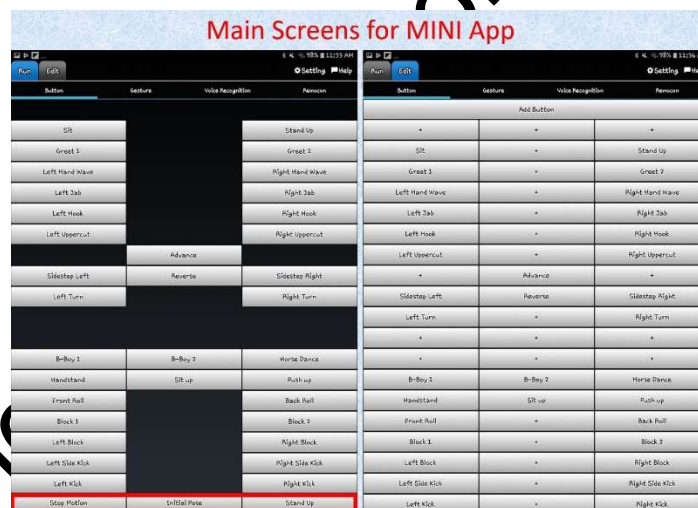 Main Screens for MINI App
98% 11:55 AM
Run Edit Setting Help
Button Gesture Voice Recognition Remocon
Sit Stand Up
Greet 1 Greet 2
Left Hand Wave Right Hand Wave
Left Jab Right Jab
Left Hook Right Hook
Left Uppercut Right Uppercut
Advance
Sidestep Left Reverse Sidestep Right
Left Turn Right Turn
B-Boy 1 B-Boy 2 Horse Dance
Handstand Sit up Push up
Front Roll Back Roll
Block 1 Block 2
Left Block Right Block
Left Side Kick Right Side Kick
Left Kick Right Kick
Stop Motion Initial Pose Stand Up
98% 11:56
Run Edit Setting Help
Button Gesture Voice Recognition Remocon
Add Button
+ + +
Sit + Stand Up
Greet 1 + Greet 2
Left Hand Wave + Right Hand Wave
Left Jab + Right Jab
Left Hook + Right Hook
Left Uppercut + Right Uppercut
+ Advance +
Sidestep Left Reverse Sidestep Right
Left Turn + Right Turn
+ + +
+ + +
B-Boy 1 B-Boy 2 Horse Dance
Handstand Sit up Push up
Front Roll + Back Roll
Block 1 + Block 2
Left Block + Right Block
Left Side Kick + Right Side Kick
Left Kick + Right Kick